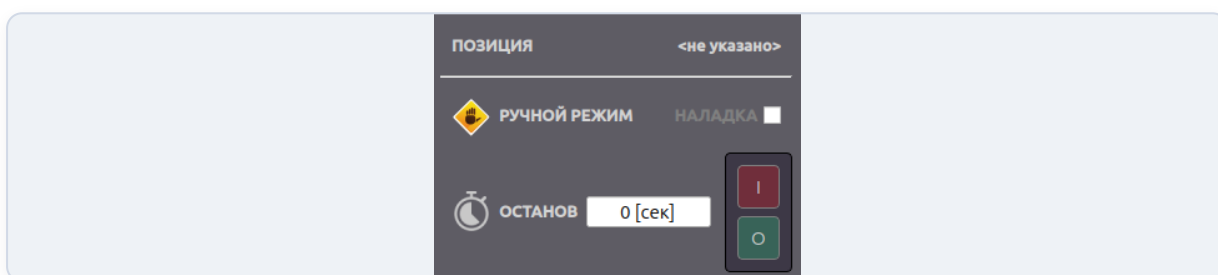 ПОЗИЦИЯ <не указано>
РУЧНОЙ РЕЖИМ НАЛАДКА
I
ОСТАНОВ 0 [сек]
O